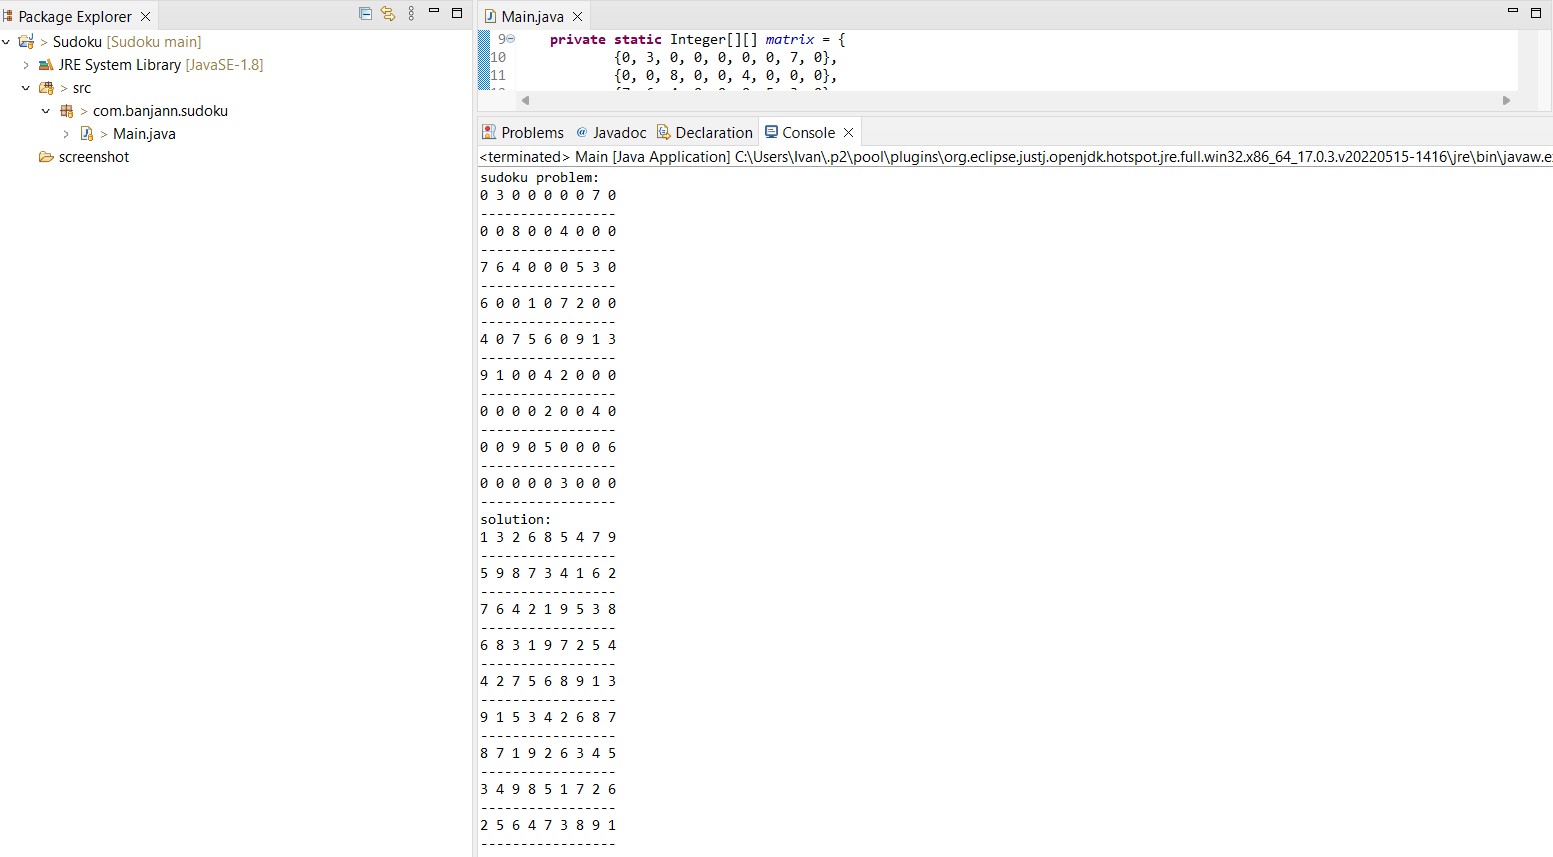 Package Explorer
> Sudoku [Sudoku main]
JRE System Library [JavaSE-1.8]
> src
> com.banjann.sudoku
> Main.java
screenshot
Main.java
9 private static Integer[][] matrix = {
10 {0, 3, 0, 0, 0, 0, 0, 7, 0},
11 {0, 0, 8, 0, 0, 4, 0, 0, 0},
Problems @ Javadoc Declaration Console
<terminated> Main [Java Application] C:\Users\Ivan\.p2\pool\plugins\org.eclipse.justj.openjdk.hotspot.jre.full.win32.x86_64_17.0.3.v20220515-1416\jre\bin\javaw.e
sudoku problem:
0 3 0 0 0 0 0 7 0
-----------------
0 0 8 0 0 4 0 0 0
-----------------
7 6 4 0 0 0 5 3 0
-----------------
6 0 0 1 0 7 2 0 0
-----------------
4 0 7 5 6 0 9 1 3
-----------------
9 1 0 0 4 2 0 0 0
-----------------
0 0 0 0 2 0 0 4 0
-----------------
0 0 9 0 5 0 0 0 6
-----------------
0 0 0 0 0 3 0 0 0
-----------------
solution:
1 3 2 6 8 5 4 7 9
-----------------
5 9 8 7 3 4 1 6 2
-----------------
7 6 4 2 1 9 5 3 8
-----------------
6 8 3 1 9 7 2 5 4
-----------------
4 2 7 5 6 8 9 1 3
-----------------
9 1 5 3 4 2 6 8 7
-----------------
8 7 1 9 2 6 3 4 5
-----------------
3 4 9 8 5 1 7 2 6
-----------------
2 5 6 4 7 3 8 9 1
-----------------